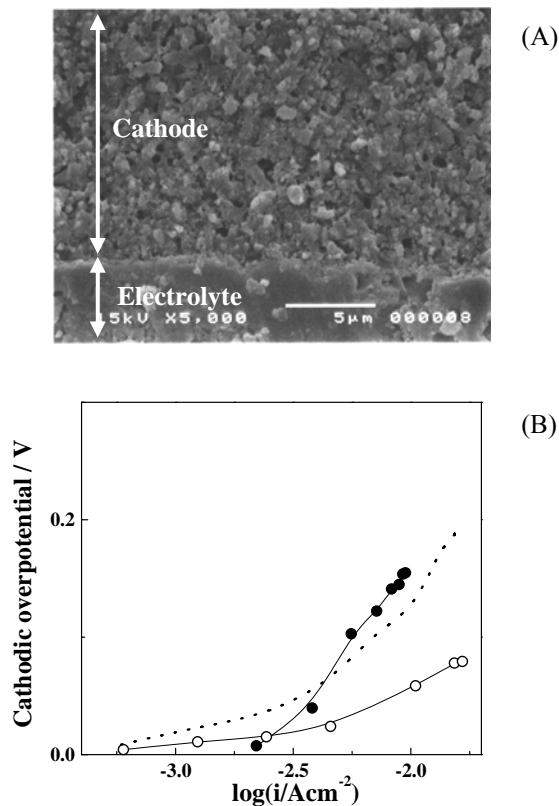 (A)
Cathode
Electrolyte
15kV X5,000 5µm 000008
(B)
Cathodic overpotential / V
0.2
0.0
-3.0 -2.5 -2.0
log(i/Acm⁻²)